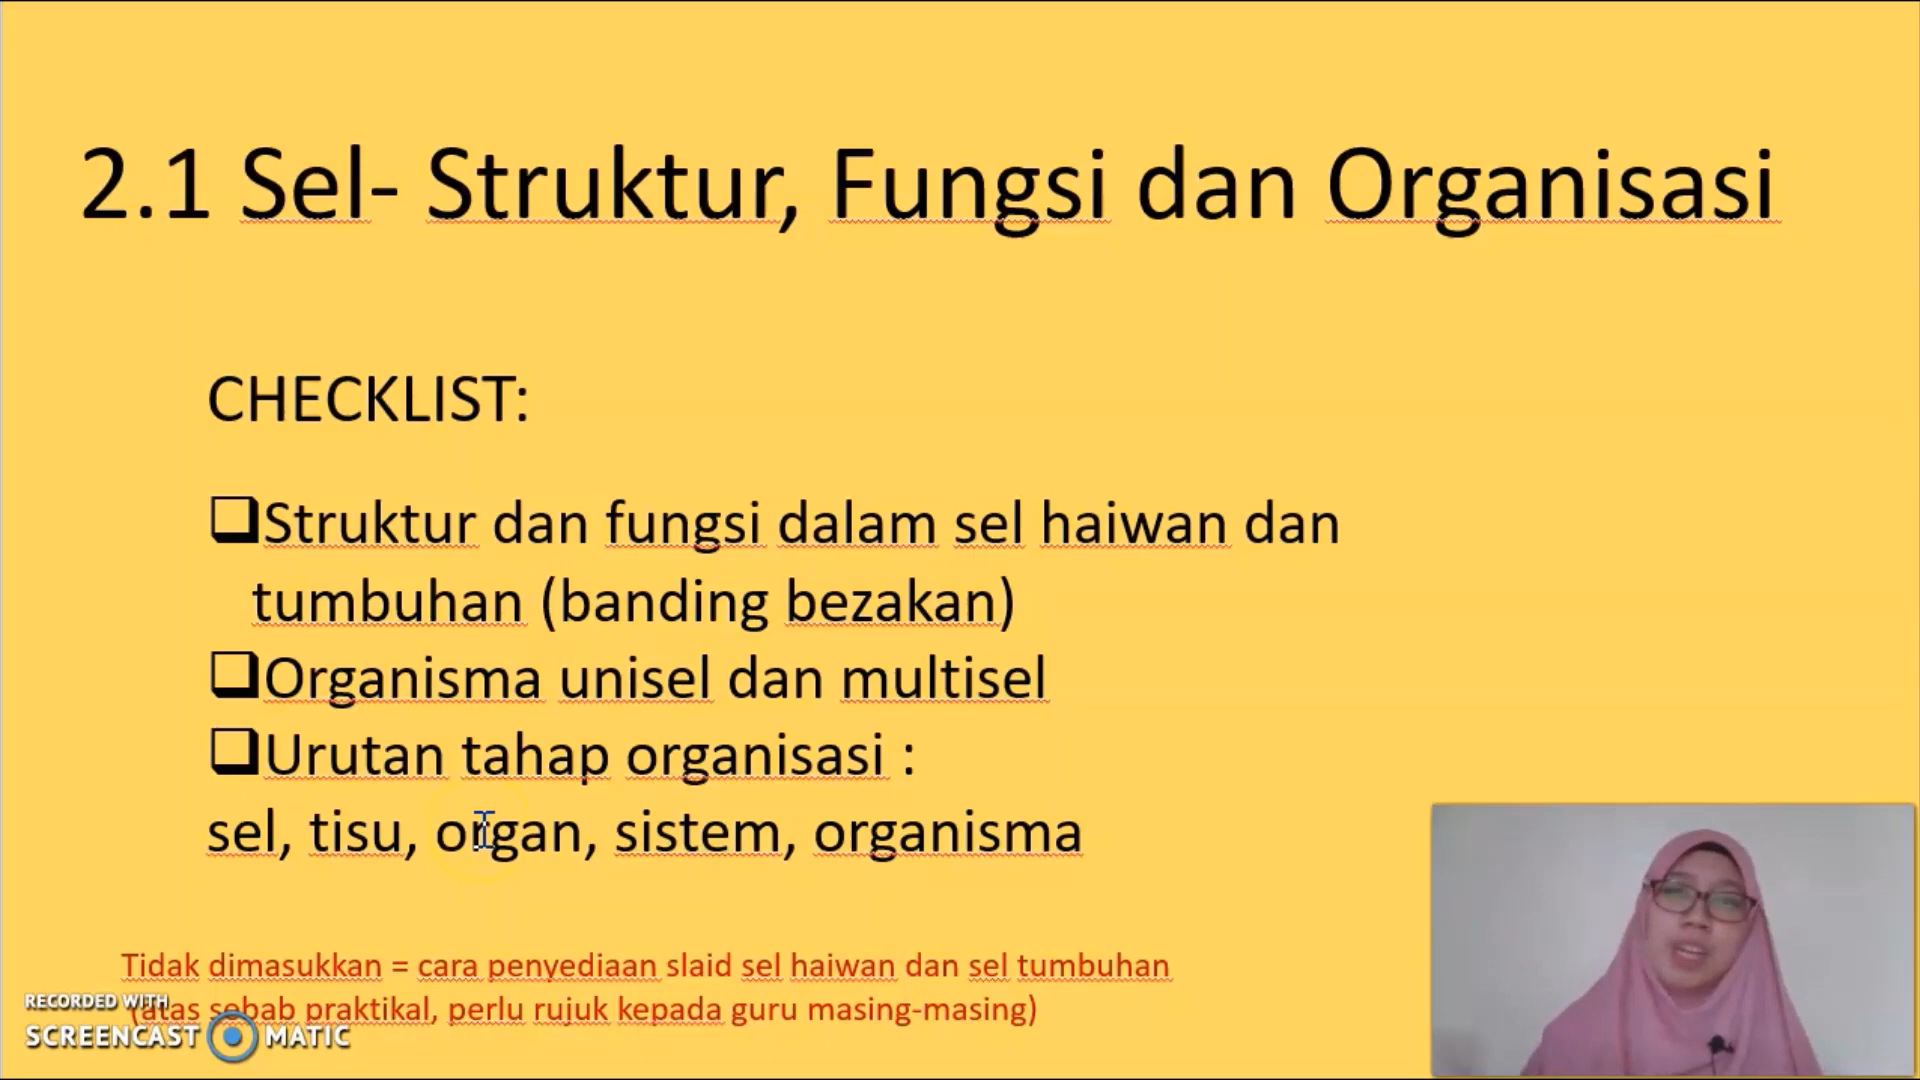 2.1 Sel- Struktur, Fungsi dan Organisasi
CHECKLIST:
❑Struktur dan fungsi dalam sel haiwan dan
tumbuhan (banding bezakan)
❑Organisma unisel dan multisel
❑Urutan tahap organisasi :
sel, tisu, organ, sistem, organisma
Tidak dimasukkan = cara penyediaan slaid sel haiwan dan sel tumbuhan
(atas sebab praktikal, perlu rujuk kepada guru masing-masing)
RECORDED WITH
SCREENCAST MATIC